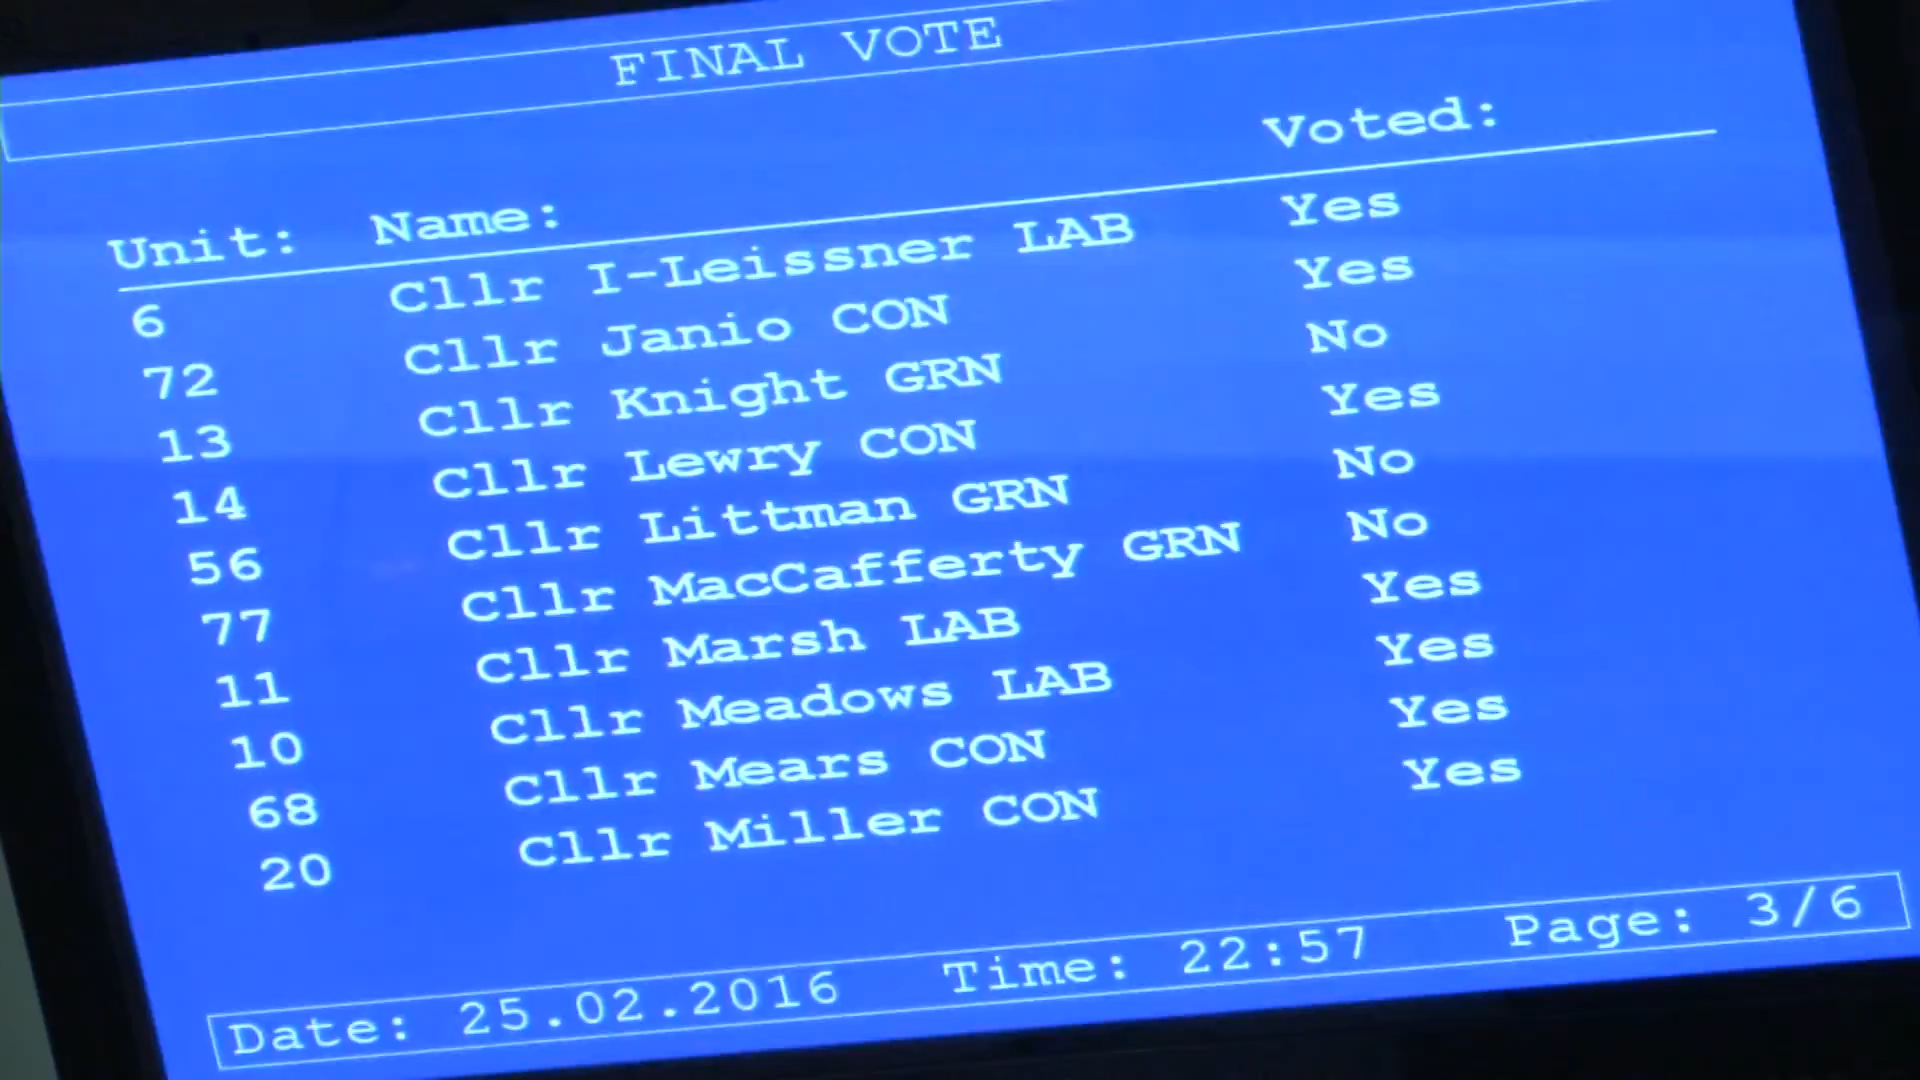 FINAL VOTE
Unit: Name: Voted:
6 Cllr I-Leissner LAB Yes
72 Cllr Janio CON Yes
13 Cllr Knight GRN No
14 Cllr Lewry CON Yes
56 Cllr Littman GRN No
77 Cllr MacCafferty GRN No
11 Cllr Marsh LAB Yes
10 Cllr Meadows LAB Yes
68 Cllr Mears CON Yes
20 Cllr Miller CON Yes
Date: 25.02.2016 Time: 22:57 Page: 3/6